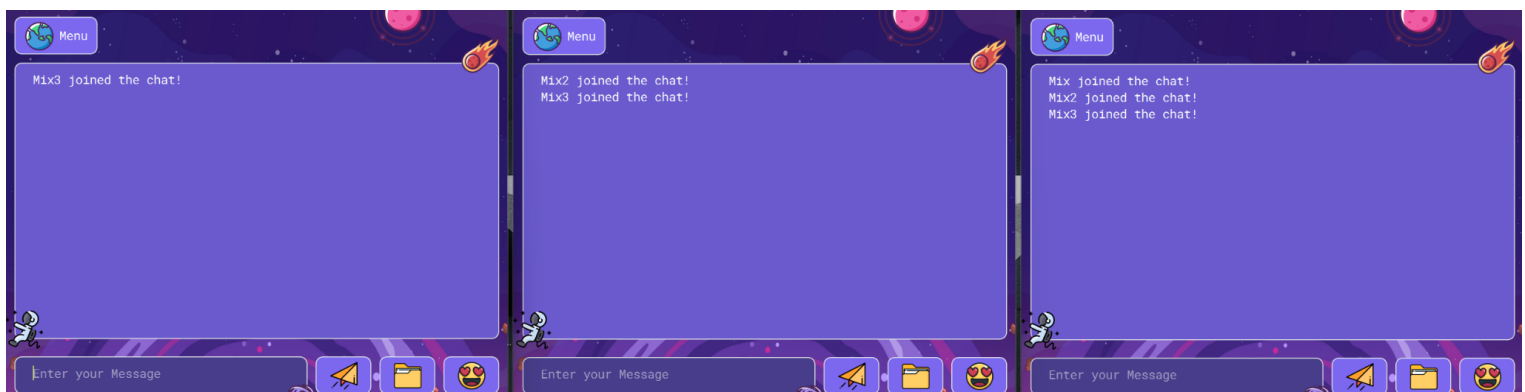 Menu
Mix3 joined the chat!
Enter your Message
Menu
Mix2 joined the chat!
Mix3 joined the chat!
Enter your Message
Menu
Mix joined the chat!
Mix2 joined the chat!
Mix3 joined the chat!
Enter your Message